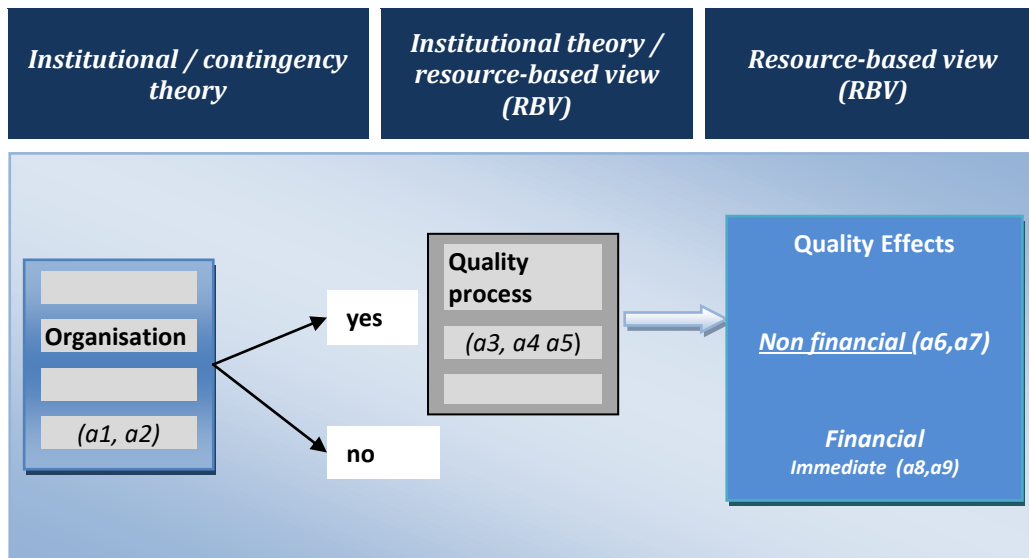 Institutional / contingency
theory
Institutional theory /
resource-based view
(RBV)
Resource-based view
(RBV)
Organisation
(a1, a2)
yes
no
Quality
process
(a3, a4 a5)
Quality Effects
Non financial (a6,a7)
Financial
Immediate (a8,a9)